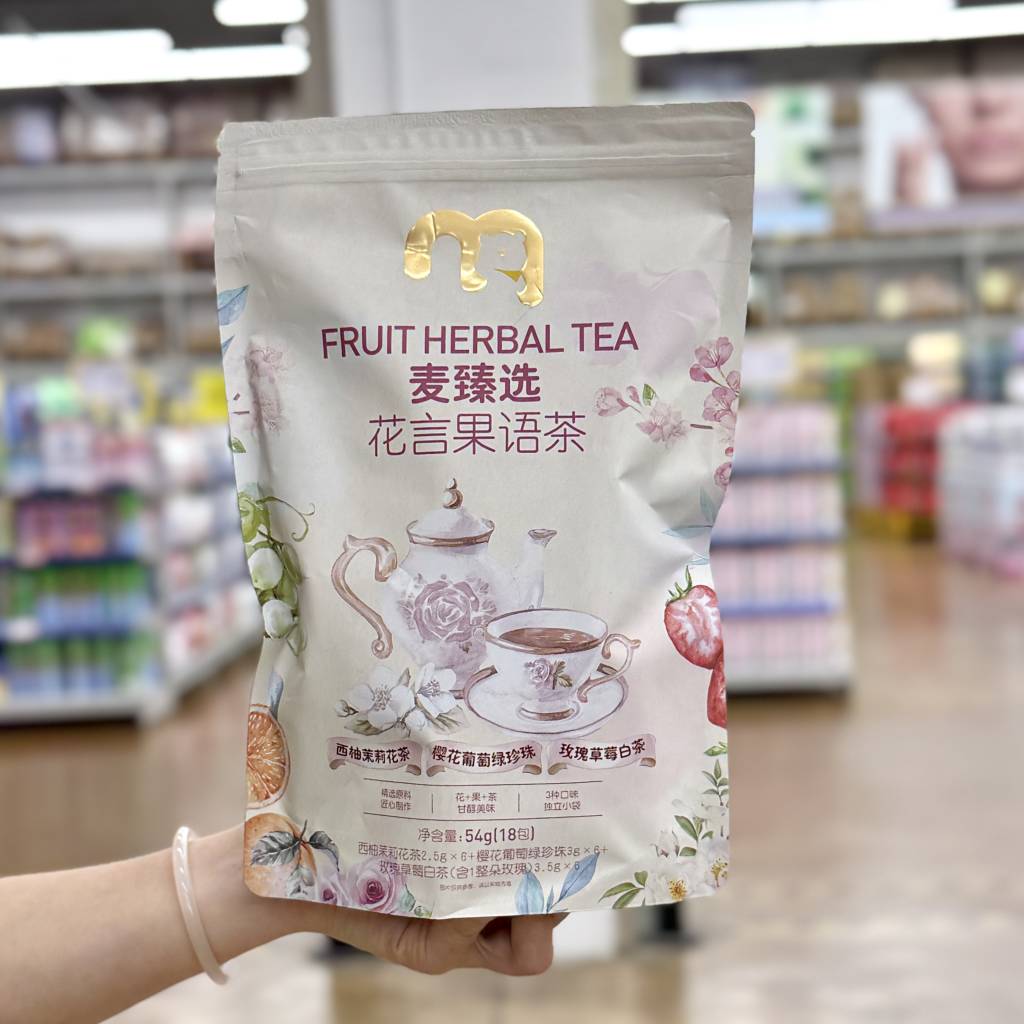 FRUIT HERBAL TEA
麦臻选
花言果语茶
西柚茉莉花茶 樱花葡萄绿珍珠 玫瑰草莓白茶
精选原料 花+果+茶 3种口味
匠心制作 甘醇美味 独立小袋
净含量:54g(18包)
西柚茉莉花茶2.5g×6+樱花葡萄绿珍珠3g×6+
玫瑰草莓白茶(含1整朵玫瑰)3.5g×6